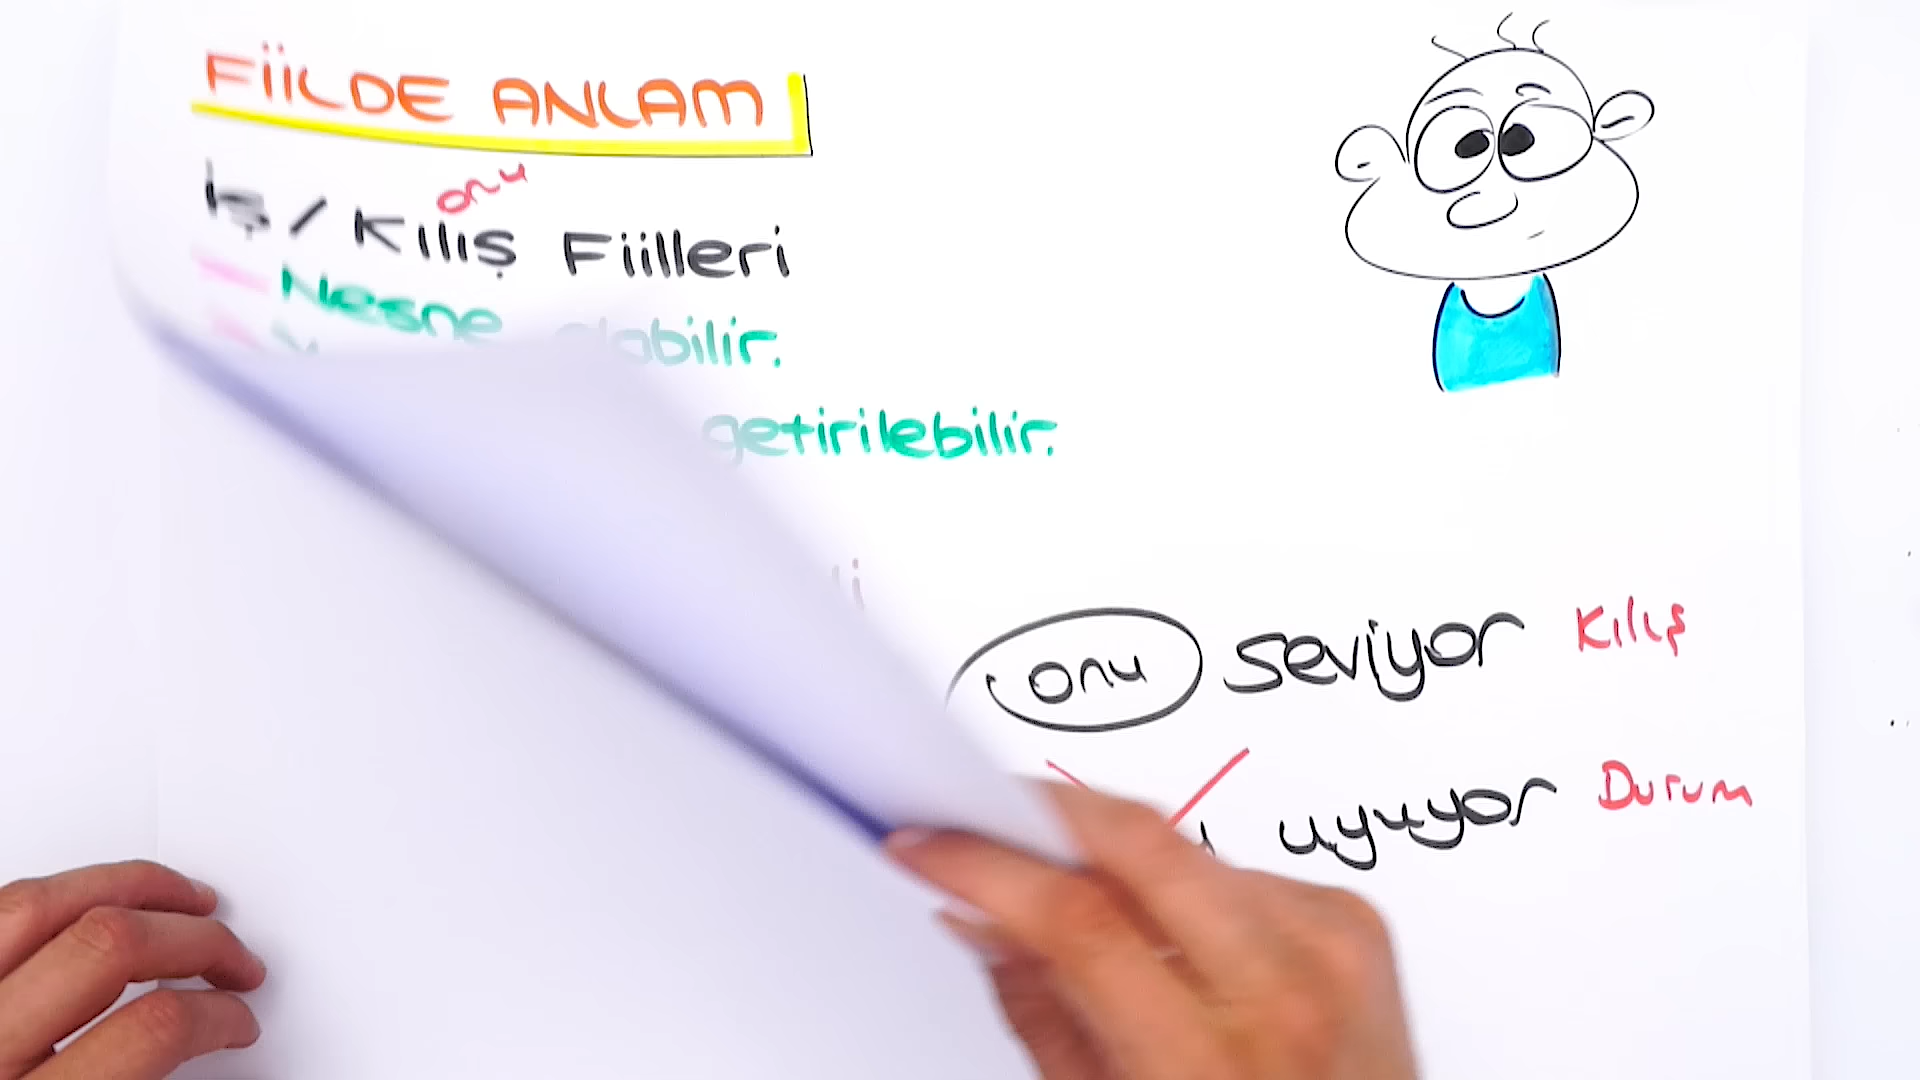 FİİLDE ANLAM
onu
İş / Kılış Fiilleri
- Nesne alabilir.
getirilebilir.
onu seviyor Kılış
uyuyor Durum